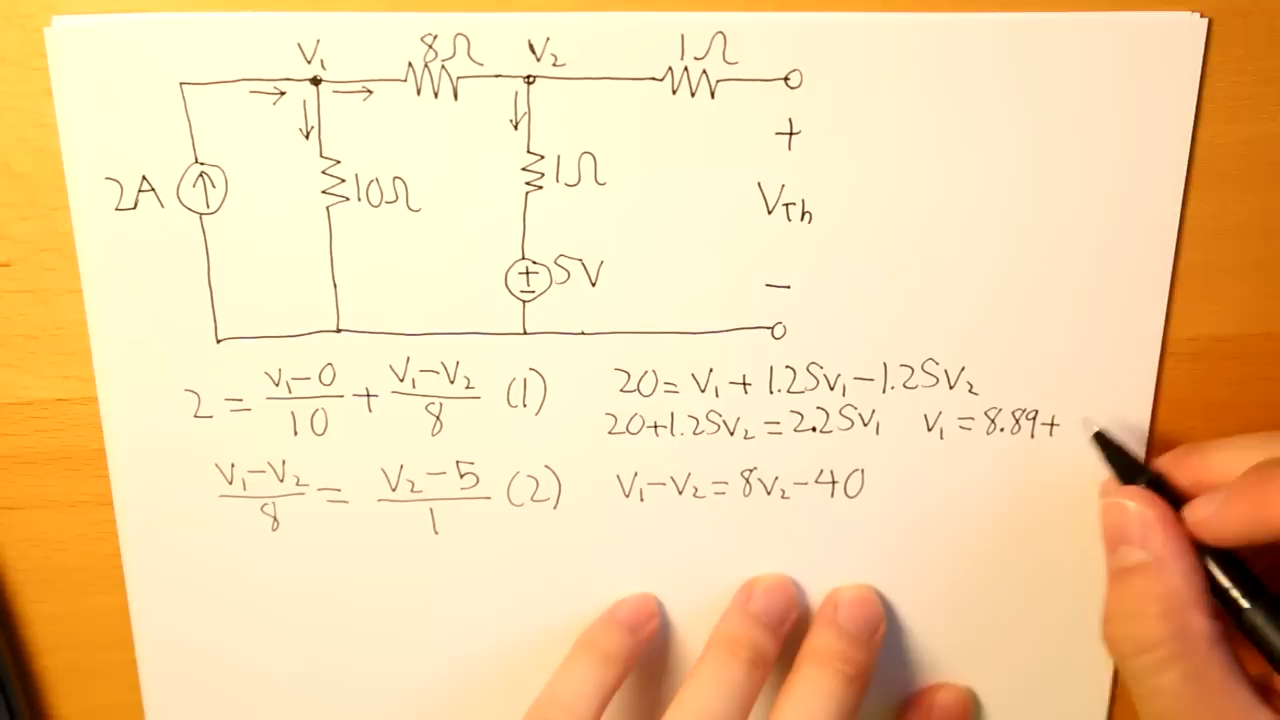 V₁ 8Ω V₂ 1Ω
+
2A 10Ω 1Ω
V_Th
+ − 5V
−
2 = (V₁−0)/10 + (V₁−V₂)/8 (1)
20 = V₁ + 1.25V₁ − 1.25V₂
20+1.25V₂ = 2.25V₁ V₁ = 8.89+
(V₁−V₂)/8 = (V₂−5)/1 (2)
V₁−V₂ = 8V₂−40